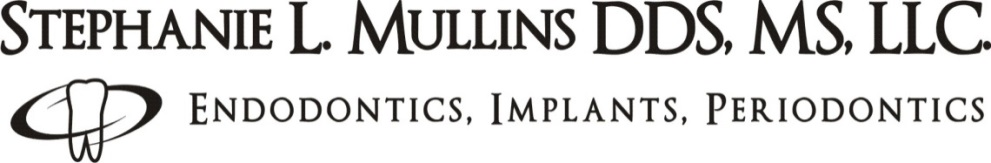 Stephanie L. Mullins DDS, MS, LLC.
Endodontics, Implants, Periodontics